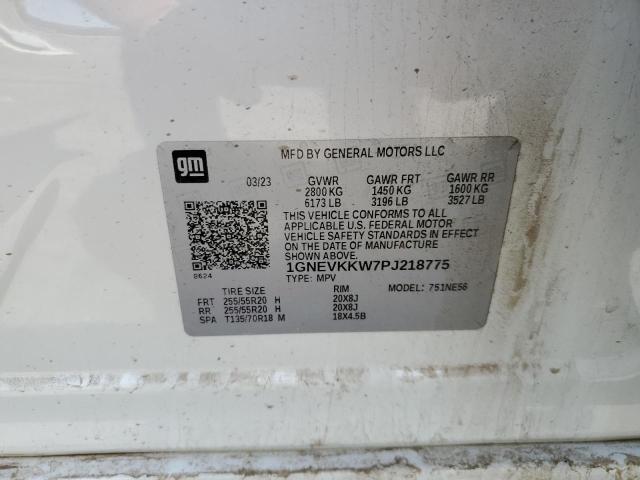 gm
MFD BY GENERAL MOTORS LLC
03/23 GVWR GAWR FRT GAWR RR
2800 KG 1450 KG 1600 KG
6173 LB 3196 LB 3527 LB
THIS VEHICLE CONFORMS TO ALL
APPLICABLE U.S. FEDERAL MOTOR
VEHICLE SAFETY STANDARDS IN EFFECT
ON THE DATE OF MANUFACTURE
SHOWN ABOVE.
1GNEVKKW7PJ218775
8624 TYPE: MPV MODEL: 751NE56
TIRE SIZE RIM
FRT 255/55R20 H 20X8J
RR 255/55R20 H 20X8J
SPA T135/70R18 M 18X4.5B